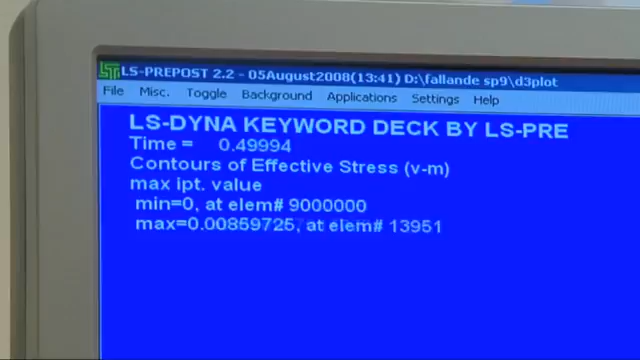 LS-PREPOST 2.2 - 05August2008(13:41) D:\fallande sp9\d3plot
File Misc. Toggle Background Applications Settings Help
LS-DYNA KEYWORD DECK BY LS-PRE
Time = 0.49994
Contours of Effective Stress (v-m)
max ipt. value
min=0, at elem# 9000000
max=0.00859725, at elem# 13951